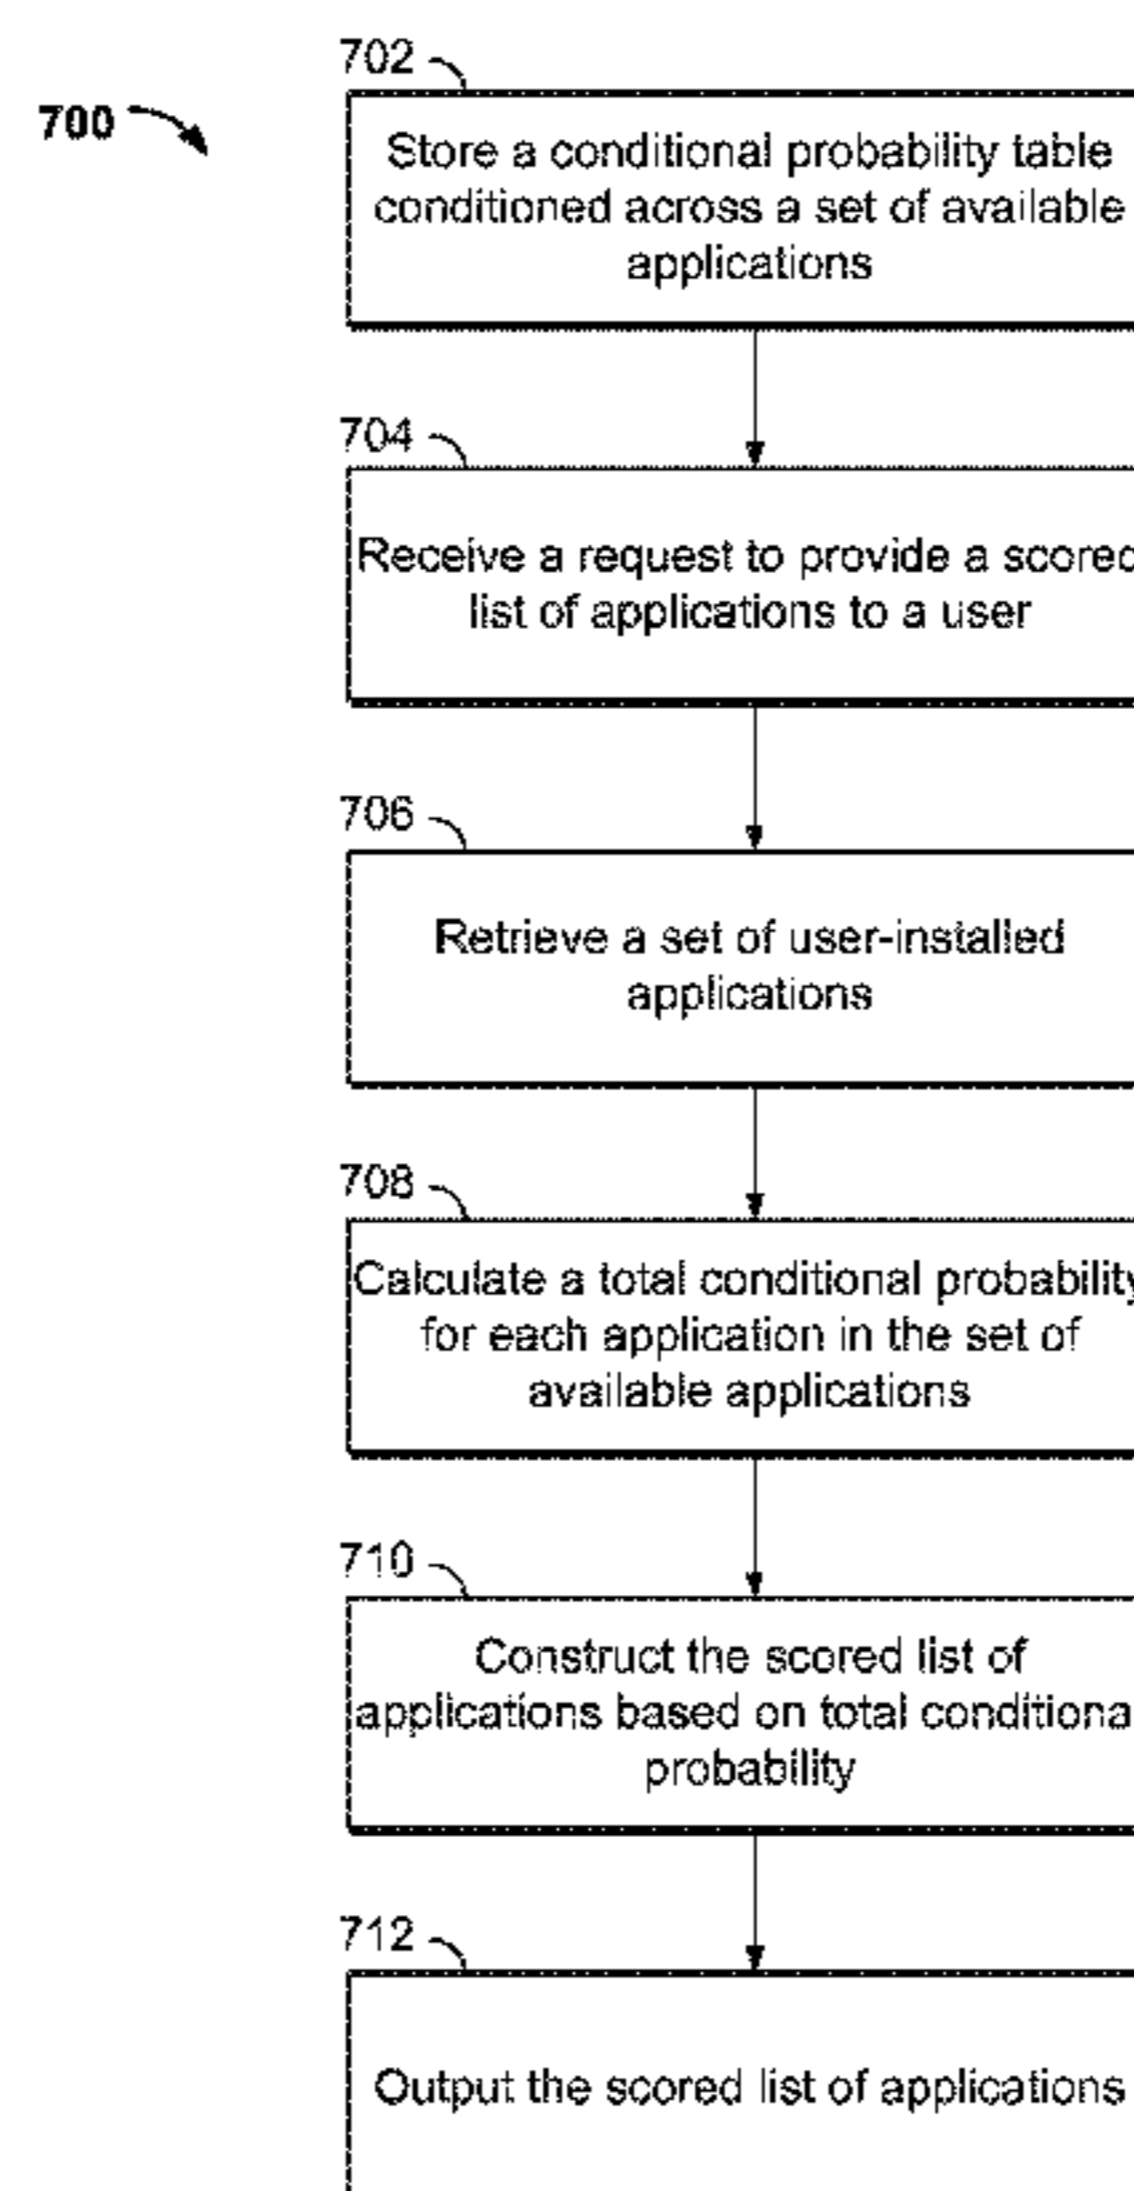 702
700
Store a conditional probability table
conditioned across a set of available
applications
704
Receive a request to provide a scored
list of applications to a user
706
Retrieve a set of user-installed
applications
708
Calculate a total conditional probability
for each application in the set of
available applications
710
Construct the scored list of
applications based on total conditiona
probability
712
Output the scored list of applications